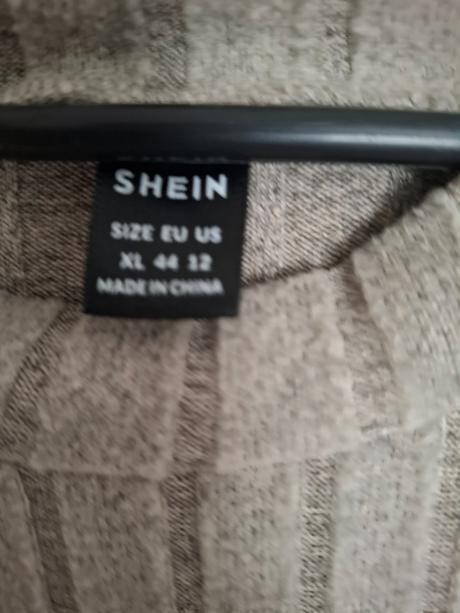 SHEIN
SIZE EU US
XL 44 12
MADE IN CHINA